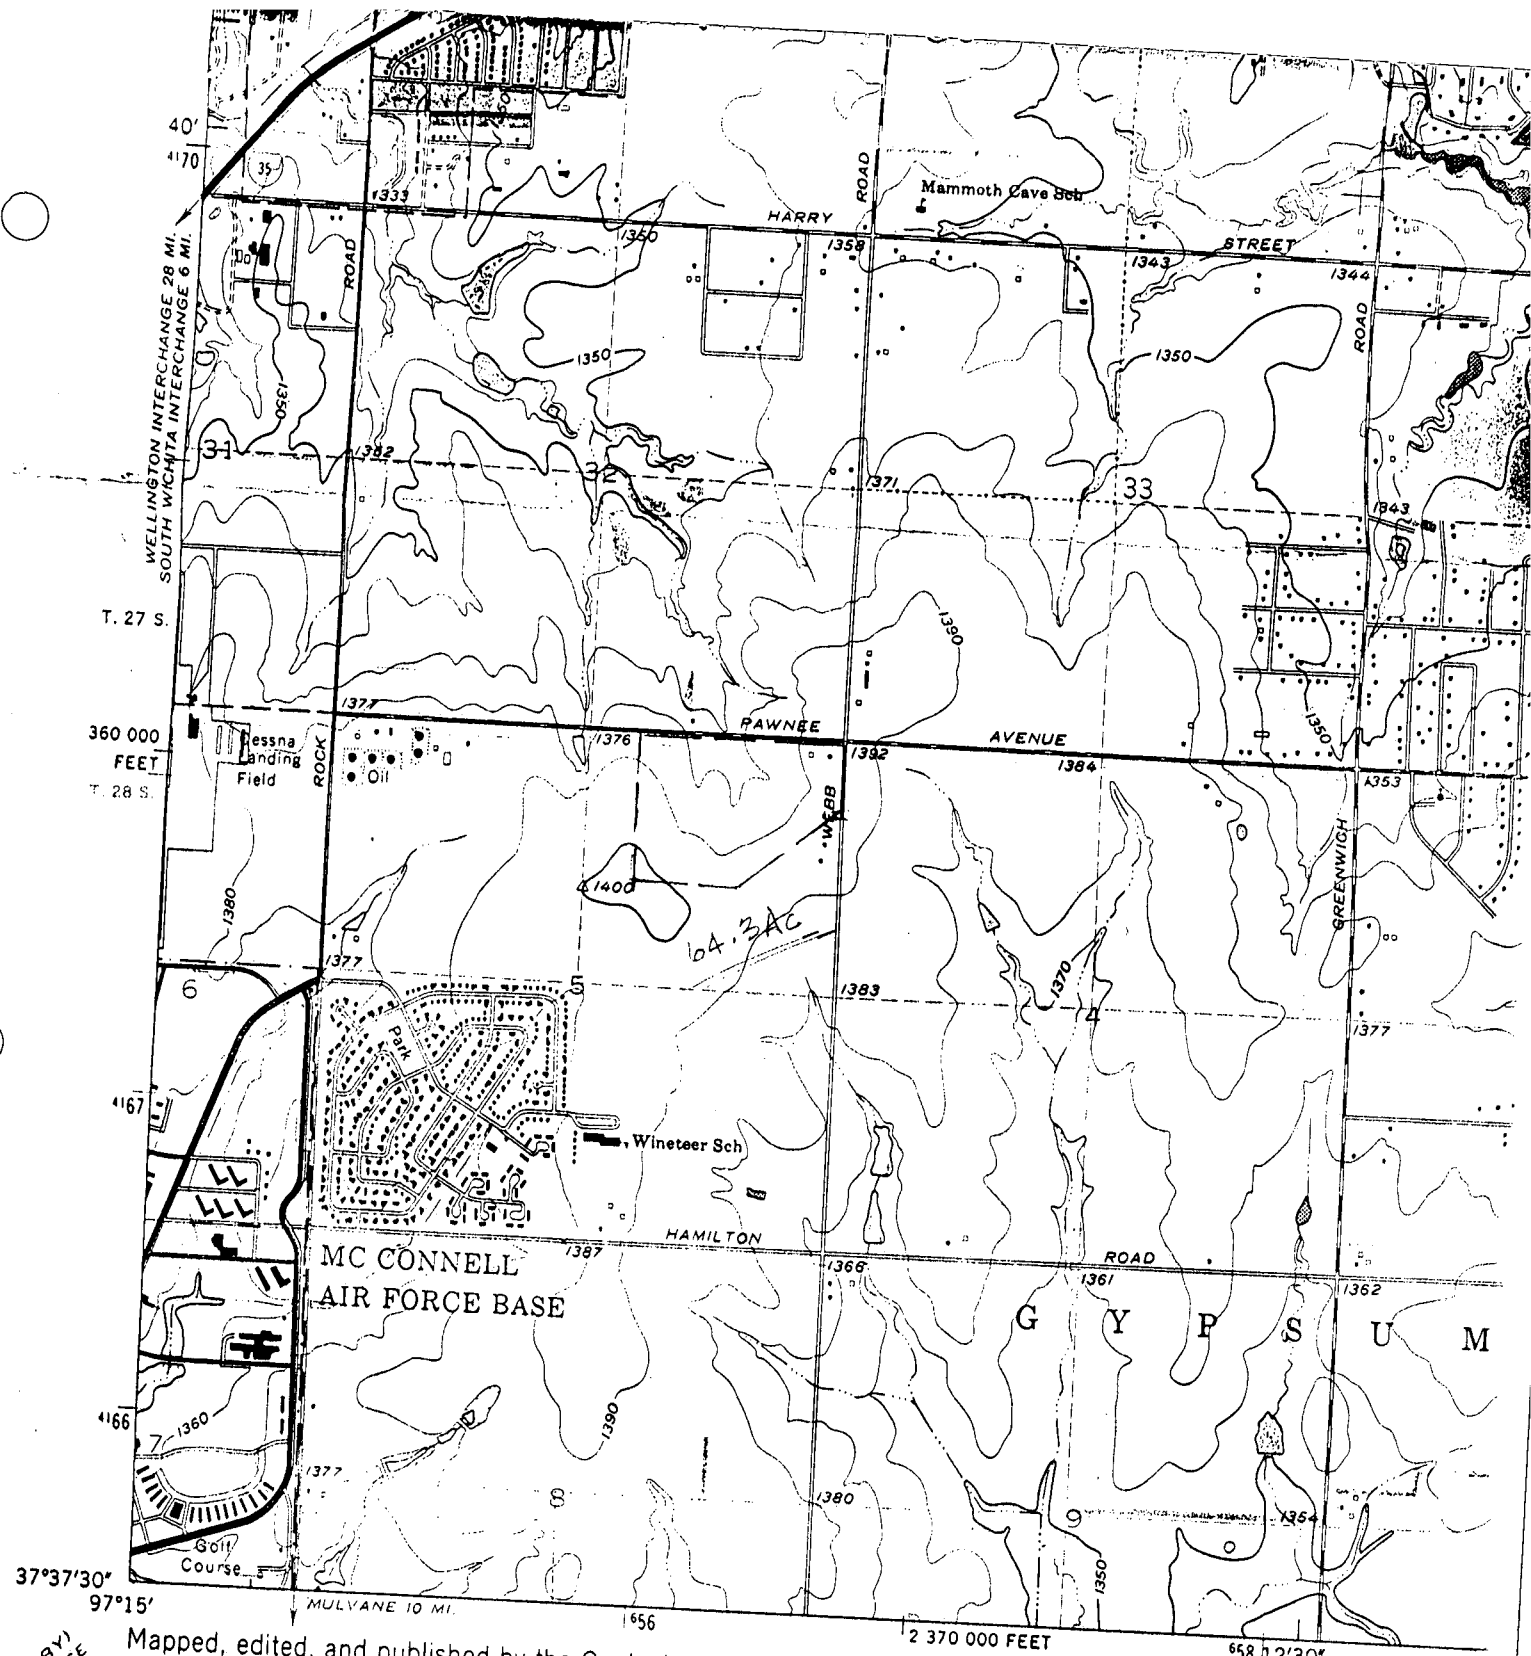 40'
4170
35
1333
ROAD
Mammoth Cave Sch
HARRY
STREET
1350
1358
1343
1344
ROAD
ROAD
WELLINGTON INTERCHANGE 28 MI.
SOUTH WICHITA INTERCHANGE 6 MI.
1350
1350
1350
31
1382
32
1371
33
1343
T. 27 S.
1390
1377
PAWNEE
AVENUE
1376
1392
1384
1350
1353
360 000
FEET
T. 28 S.
Cessna
Landing
Field
ROCK
Oil
WEBB
GREENWICH
1380
1400
64.3Ac
1377
6
5
1383
1370
4
1377
Park
4167
Wineteer Sch
HAMILTON
ROAD
1387
1366
1361
1362
MC CONNELL
AIR FORCE BASE
G Y P S U M
4166
1360
7
1390
1377
8
1380
9
1354
1350
Golf
Course
37°37'30"
97°15'
MULVANE 10 MI.
656
2 370 000 FEET
658
12'30"
Mapped, edited, and published by the